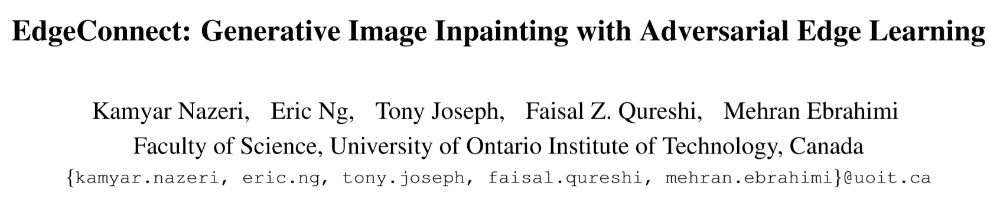 EdgeConnect: Generative Image Inpainting with Adversarial Edge Learning
Kamyar Nazeri, Eric Ng, Tony Joseph, Faisal Z. Qureshi, Mehran Ebrahimi
Faculty of Science, University of Ontario Institute of Technology, Canada
{kamyar.nazeri, eric.ng, tony.joseph, faisal.qureshi, mehran.ebrahimi}@uoit.ca